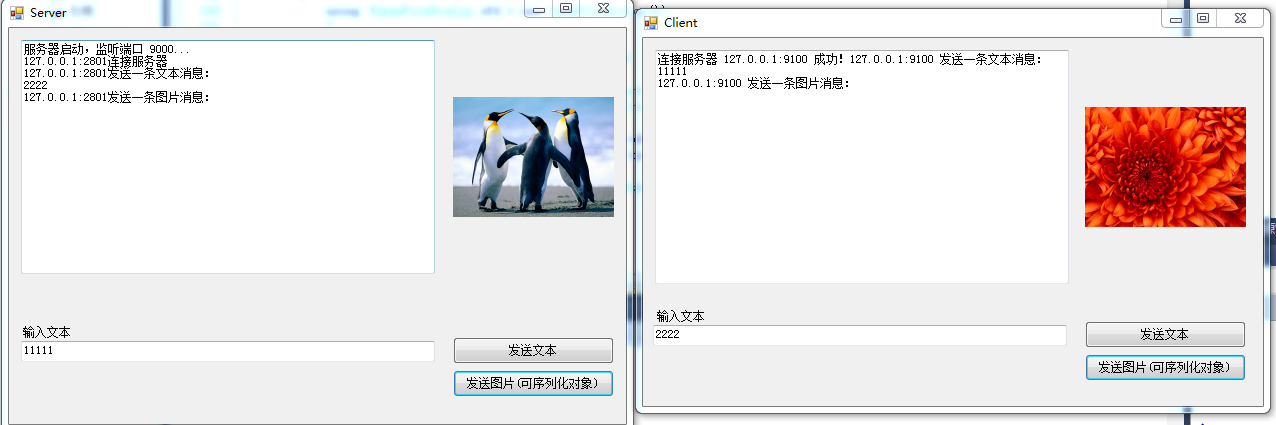 Server
服务器启动，监听端口 9000...
127.0.0.1:2801连接服务器
127.0.0.1:2801发送一条文本消息:
2222
127.0.0.1:2801发送一条图片消息:
输入文本
11111
发送文本
发送图片(可序列化对象)
Client
连接服务器 127.0.0.1:9100 成功! 127.0.0.1:9100 发送一条文本消息:
11111
127.0.0.1:9100 发送一条图片消息:
输入文本
2222
发送文本
发送图片(可序列化对象)